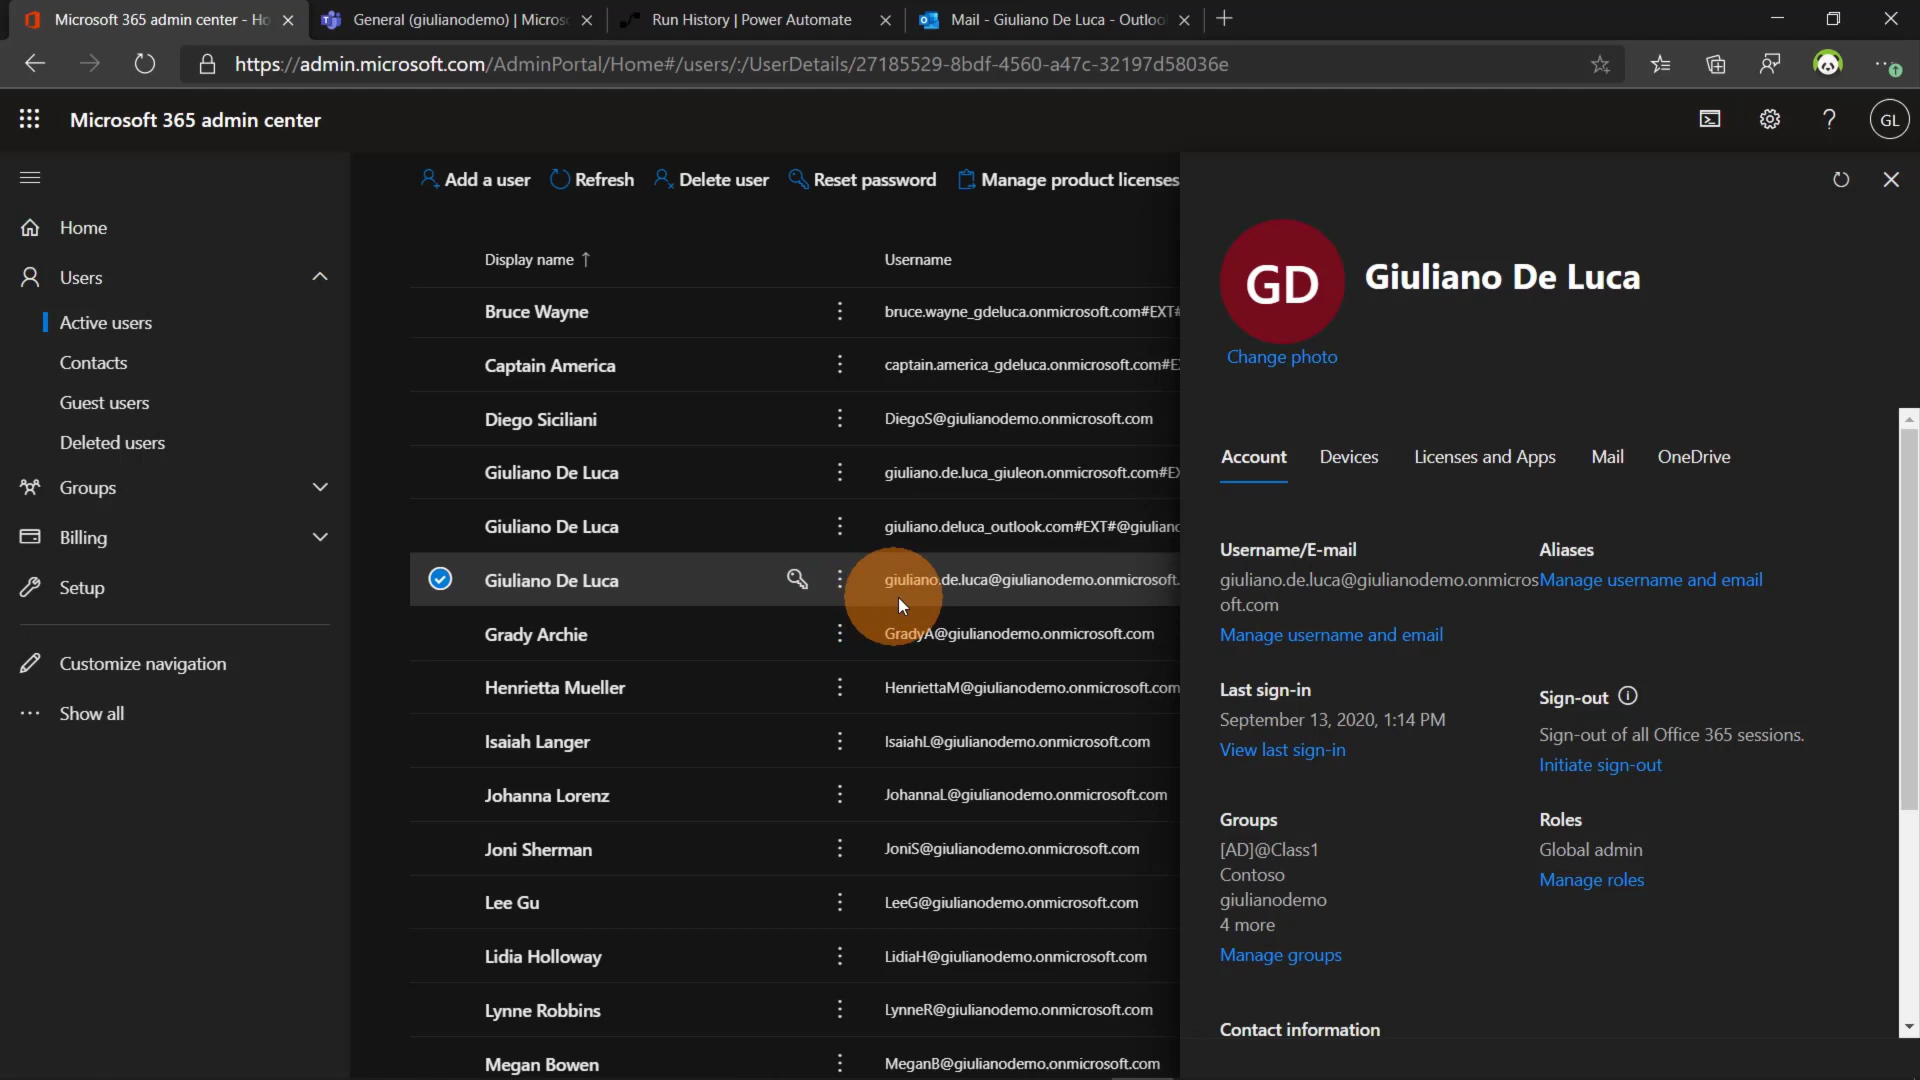 Microsoft 365 admin center - Ho
General (giulianodemo) | Micros
Run History | Power Automate
Mail - Giuliano De Luca - Outloo
https://admin.microsoft.com/AdminPortal/Home#/users/:/UserDetails/27185529-8bdf-4560-a47c-32197d58036e
Microsoft 365 admin center
GL
Home
Users
Active users
Contacts
Guest users
Deleted users
Groups
Billing
Setup
Customize navigation
Show all
Add a user
Refresh
Delete user
Reset password
Manage product licenses
Display name ↑
Username
Bruce Wayne
bruce.wayne_gdeluca.onmicrosoft.com#EXT#
Captain America
captain.america_gdeluca.onmicrosoft.com#E
Diego Siciliani
DiegoS@giulianodemo.onmicrosoft.com
Giuliano De Luca
giuliano.de.luca_giuleon.onmicrosoft.com#E
Giuliano De Luca
giuliano.deluca_outlook.com#EXT#@giulian
Giuliano De Luca
giuliano.de.luca@giulianodemo.onmicrosoft.
Grady Archie
GradyA@giulianodemo.onmicrosoft.com
Henrietta Mueller
HenriettaM@giulianodemo.onmicrosoft.com
Isaiah Langer
IsaiahL@giulianodemo.onmicrosoft.com
Johanna Lorenz
JohannaL@giulianodemo.onmicrosoft.com
Joni Sherman
JoniS@giulianodemo.onmicrosoft.com
Lee Gu
LeeG@giulianodemo.onmicrosoft.com
Lidia Holloway
LidiaH@giulianodemo.onmicrosoft.com
Lynne Robbins
LynneR@giulianodemo.onmicrosoft.com
Megan Bowen
MeganB@giulianodemo.onmicrosoft.com
GD
Giuliano De Luca
Change photo
Account
Devices
Licenses and Apps
Mail
OneDrive
Username/E-mail
giuliano.de.luca@giulianodemo.onmicros
oft.com
Manage username and email
Aliases
Manage username and email
Last sign-in
September 13, 2020, 1:14 PM
View last sign-in
Sign-out
Sign-out of all Office 365 sessions.
Initiate sign-out
Groups
[AD]@Class1
Contoso
giulianodemo
4 more
Manage groups
Roles
Global admin
Manage roles
Contact information